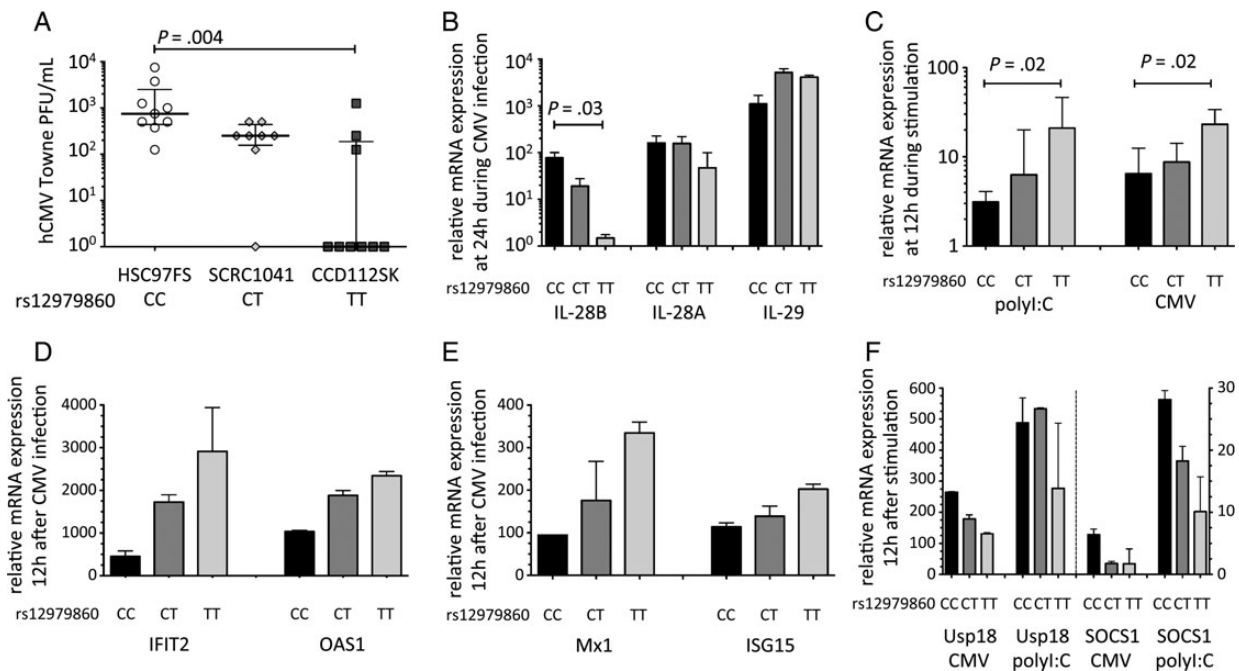 A
P = .004
hCMV Towne PFU/mL
10⁴
10³
10²
10¹
10⁰
HSC97FS SCRC1041 CCD112SK
rs12979860 CC CT TT
B
relative mRNA expression
at 24h during CMV infection
P = .03
10⁴
10³
10²
10¹
10⁰
CC CT TT CC CT TT CC CT TT
rs12979860
IL-28B IL-28A IL-29
C
relative mRNA expression
at 12h during stimulation
P = .02 P = .02
100
10
1
CC CT TT CC CT TT
rs12979860
polyI:C CMV
D
relative mRNA expression
12h after CMV infection
4000
3000
2000
1000
0
rs12979860 CC CT TT CC CT TT
IFIT2 OAS1
E
relative mRNA expression
12h after CMV infection
400
300
200
100
0
rs12979860 CC CT TT CC CT TT
Mx1 ISG15
F
relative mRNA expression
12h after stimulation
600
500
400
300
200
100
0
30
20
10
0
rs12979860 CC CT TT CC CT TT CC CT TT CC CT TT
Usp18 Usp18 SOCS1 SOCS1
CMV polyI:C CMV polyI:C